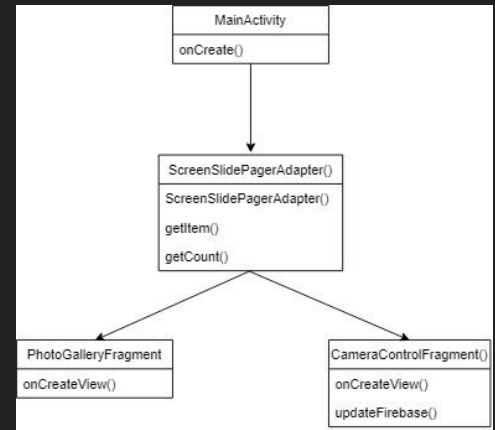 MainActivity
onCreate()
ScreenSlidePagerAdapter()
ScreenSlidePagerAdapter()
getItem()
getCount()
PhotoGalleryFragment
onCreateView()
CameraControlFragment()
onCreateView()
updateFirebase()